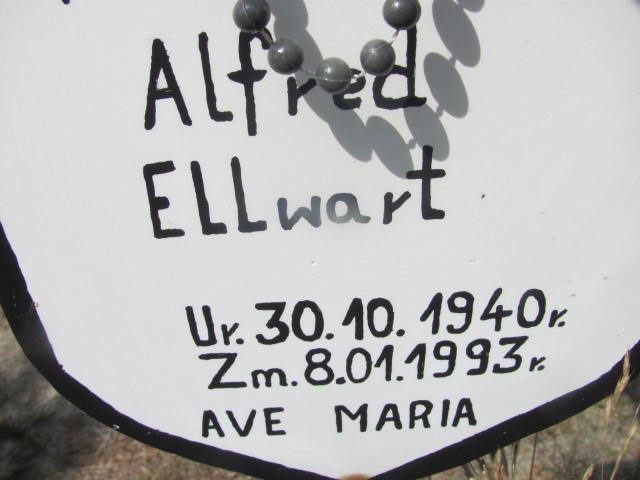 Alfred
ELLwart
Ur. 30.10.1940r.
Zm. 8.01.1993r.
AVE MARIA